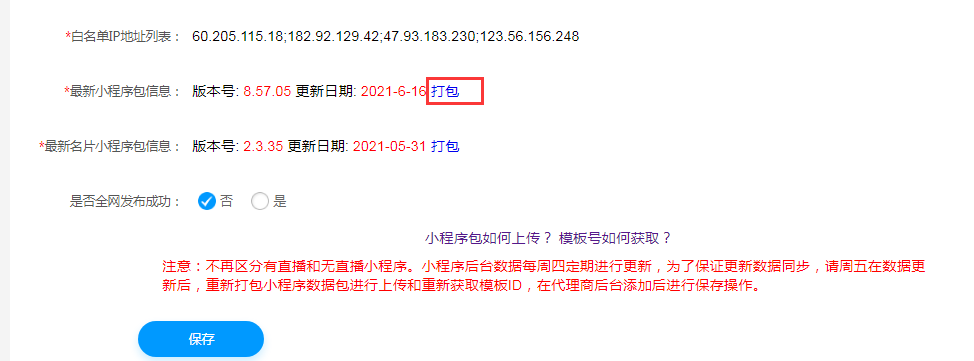 *白名单IP地址列表： 60.205.115.18;182.92.129.42;47.93.183.230;123.56.156.248
*最新小程序包信息： 版本号: 8.57.05 更新日期: 2021-6-16 打包
*最新名片小程序包信息： 版本号: 2.3.35 更新日期: 2021-05-31 打包
是否全网发布成功： 否 是
小程序包如何上传？ 模板号如何获取？
注意：不再区分有直播和无直播小程序。小程序后台数据每周四定期进行更新，为了保证更新数据同步，请周五在数据更
新后，重新打包小程序数据包进行上传和重新获取模板ID，在代理商后台添加后进行保存操作。
保存